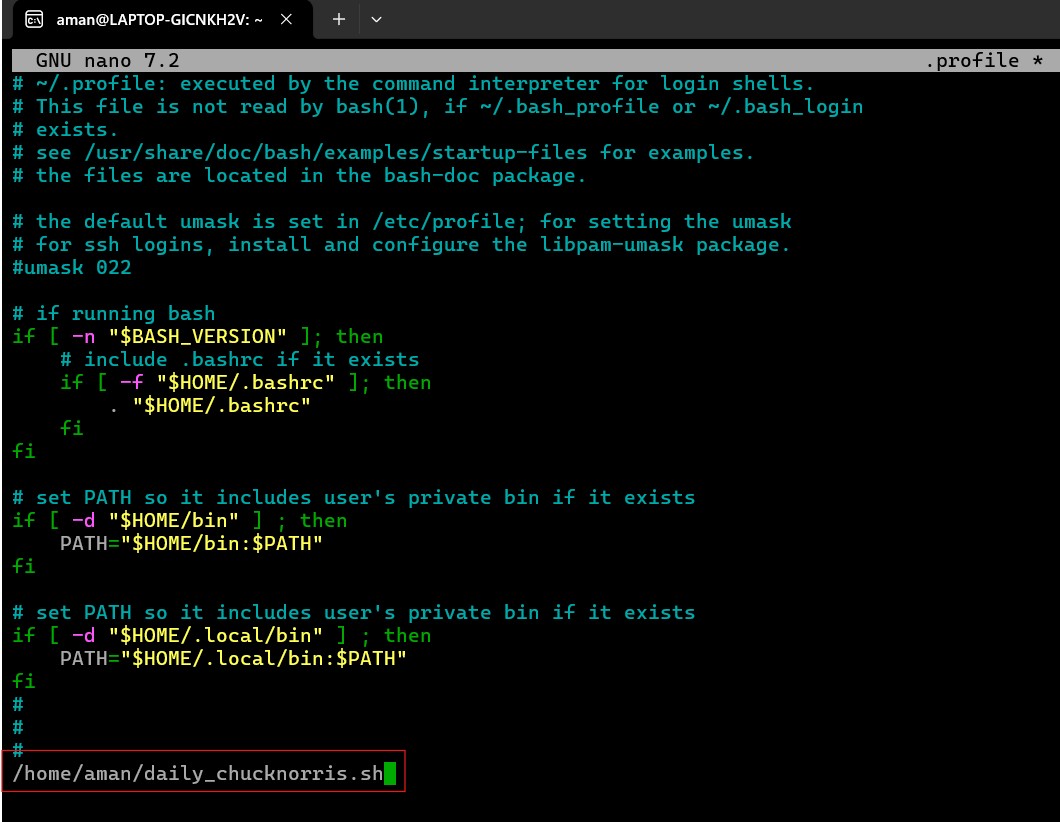 aman@LAPTOP-GICNKH2V: ~
GNU nano 7.2 .profile *
# ~/.profile: executed by the command interpreter for login shells.
# This file is not read by bash(1), if ~/.bash_profile or ~/.bash_login
# exists.
# see /usr/share/doc/bash/examples/startup-files for examples.
# the files are located in the bash-doc package.

# the default umask is set in /etc/profile; for setting the umask
# for ssh logins, install and configure the libpam-umask package.
#umask 022

# if running bash
if [ -n "$BASH_VERSION" ]; then
    # include .bashrc if it exists
    if [ -f "$HOME/.bashrc" ]; then
        . "$HOME/.bashrc"
    fi
fi

# set PATH so it includes user's private bin if it exists
if [ -d "$HOME/bin" ] ; then
    PATH="$HOME/bin:$PATH"
fi

# set PATH so it includes user's private bin if it exists
if [ -d "$HOME/.local/bin" ] ; then
    PATH="$HOME/.local/bin:$PATH"
fi
#
#
#
/home/aman/daily_chucknorris.sh